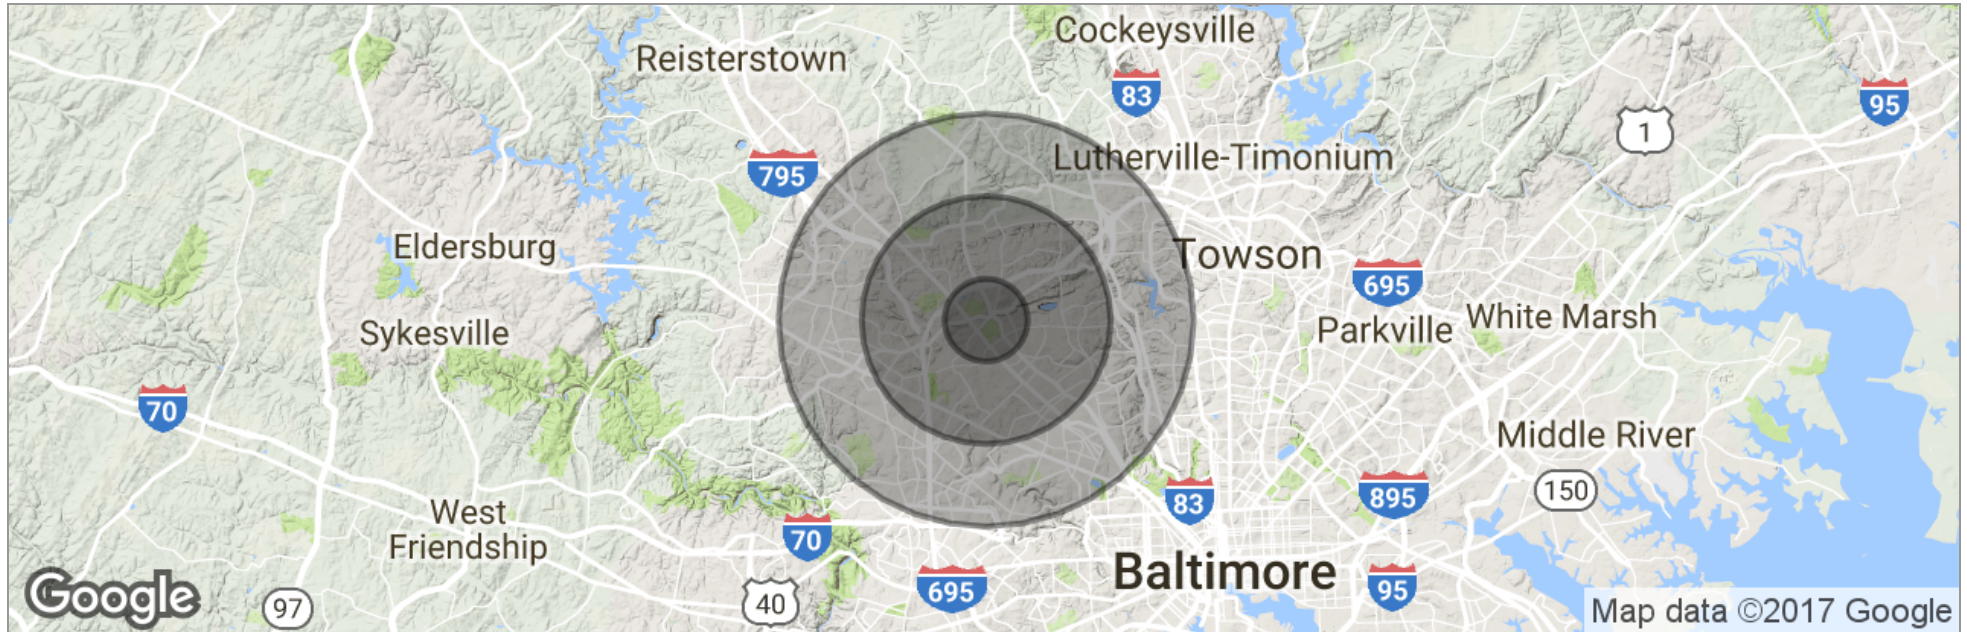 Cockeysville
Reisterstown
83
95
1
Lutherville-Timonium
795
Eldersburg
Towson
695
White Marsh
Sykesville
Parkville
70
Middle River
150
83
895
West
Friendship
70
Baltimore
695
95
Google
97
40
Map data ©2017 Google